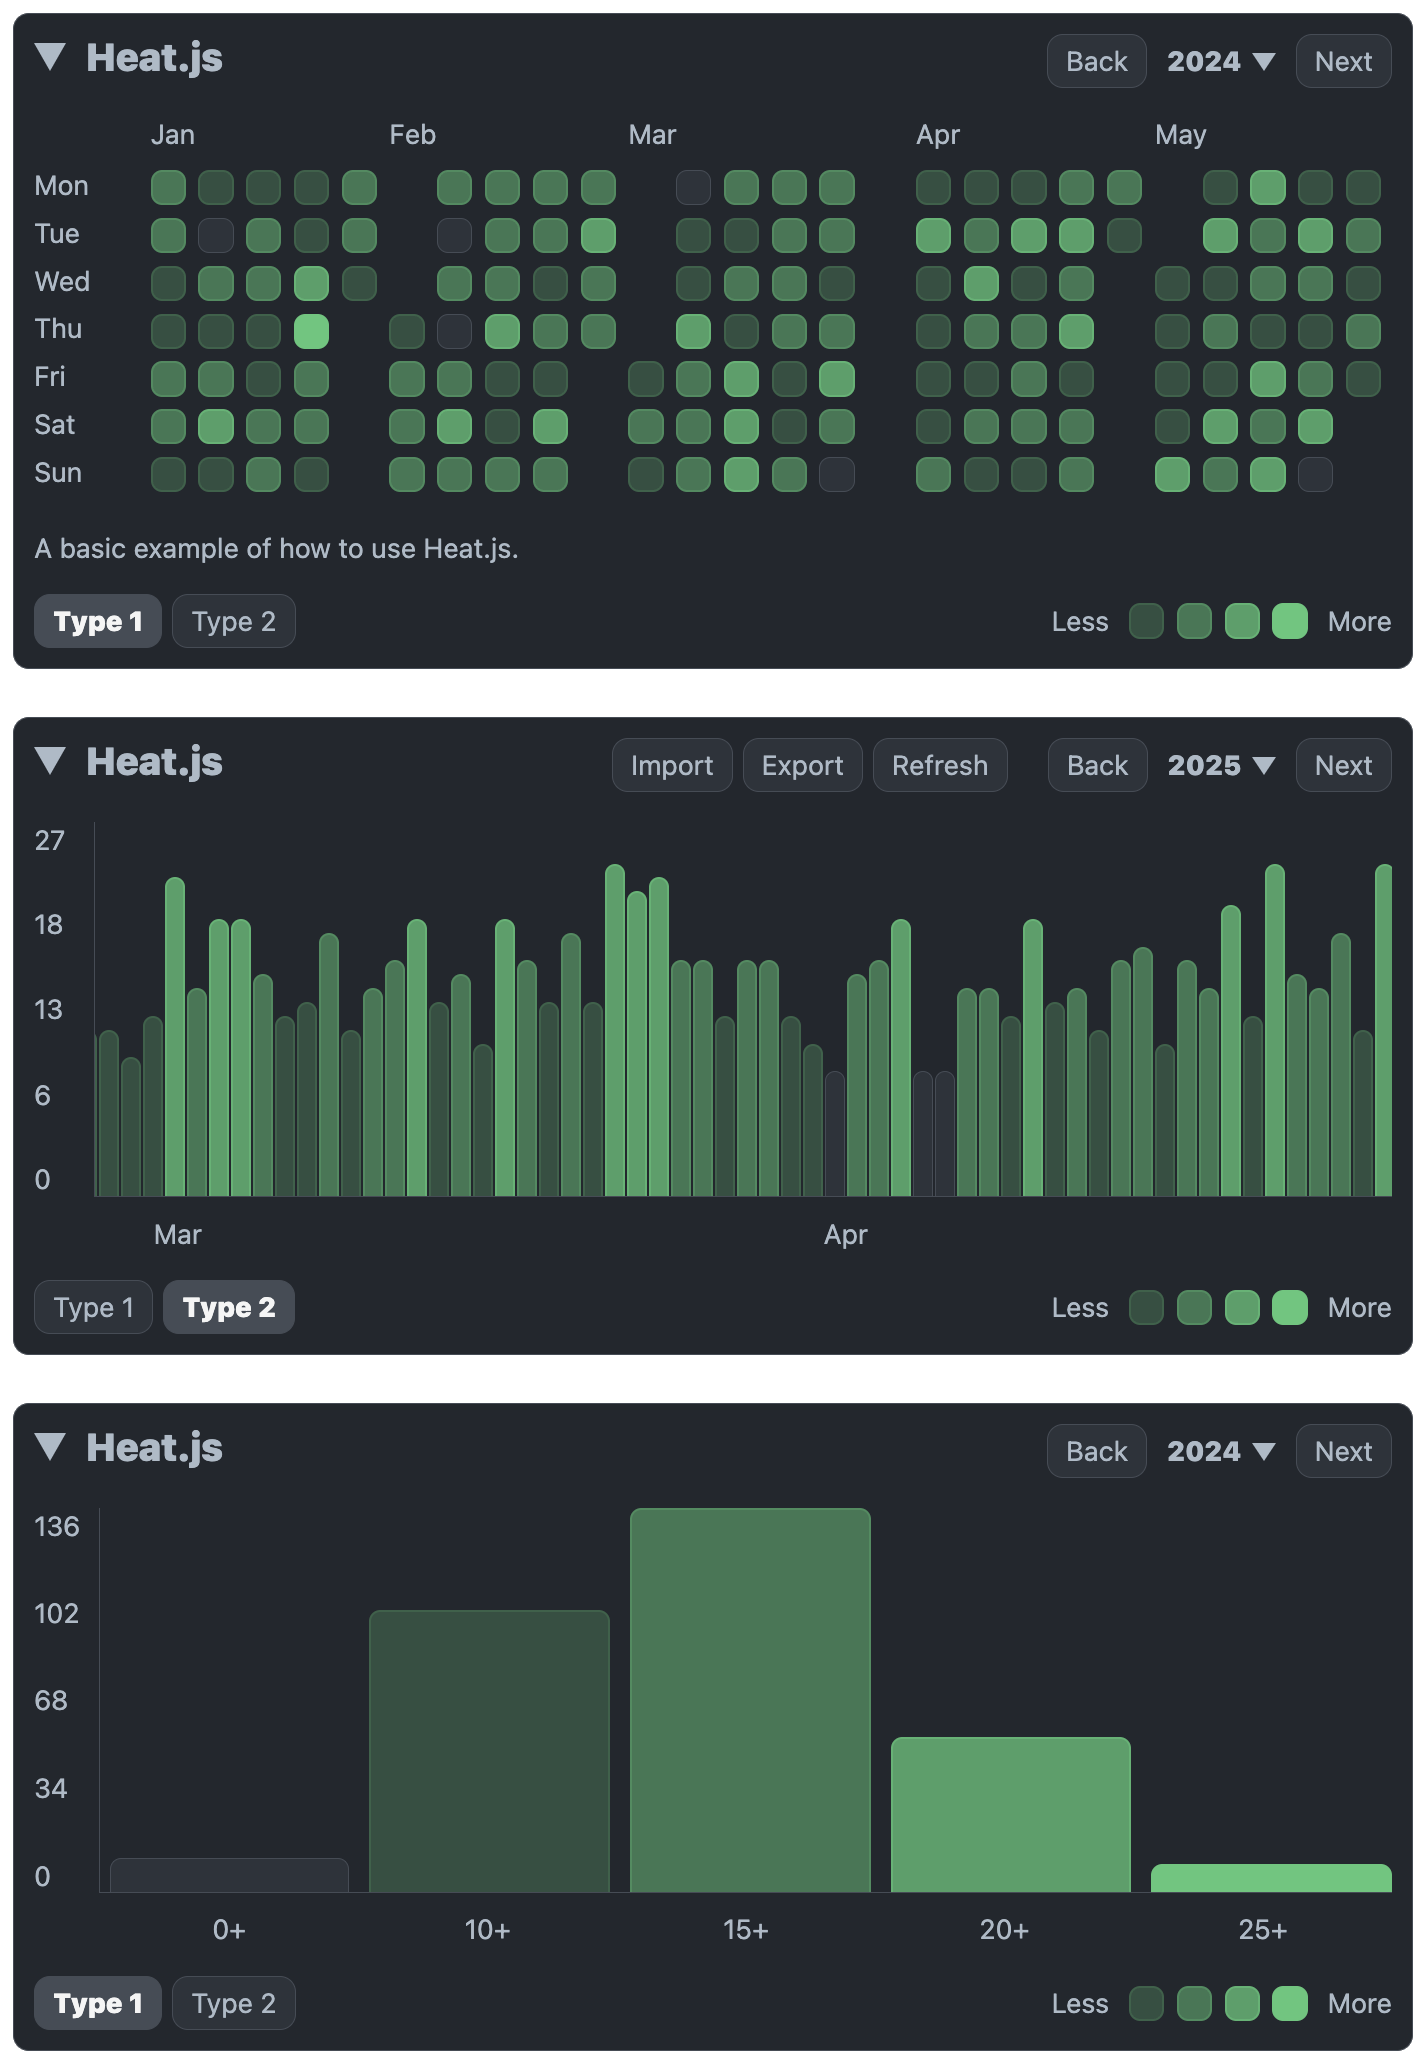 ▼ Heat.js Back 2024 ▼ Next
Jan Feb Mar Apr May
Mon
Tue
Wed
Thu
Fri
Sat
Sun
A basic example of how to use Heat.js.
Type 1 Type 2 Less More
▼ Heat.js Import Export Refresh Back 2025 ▼ Next
27
18
13
6
0
Mar Apr
Type 1 Type 2 Less More
▼ Heat.js Back 2024 ▼ Next
136
102
68
34
0
0+ 10+ 15+ 20+ 25+
Type 1 Type 2 Less More